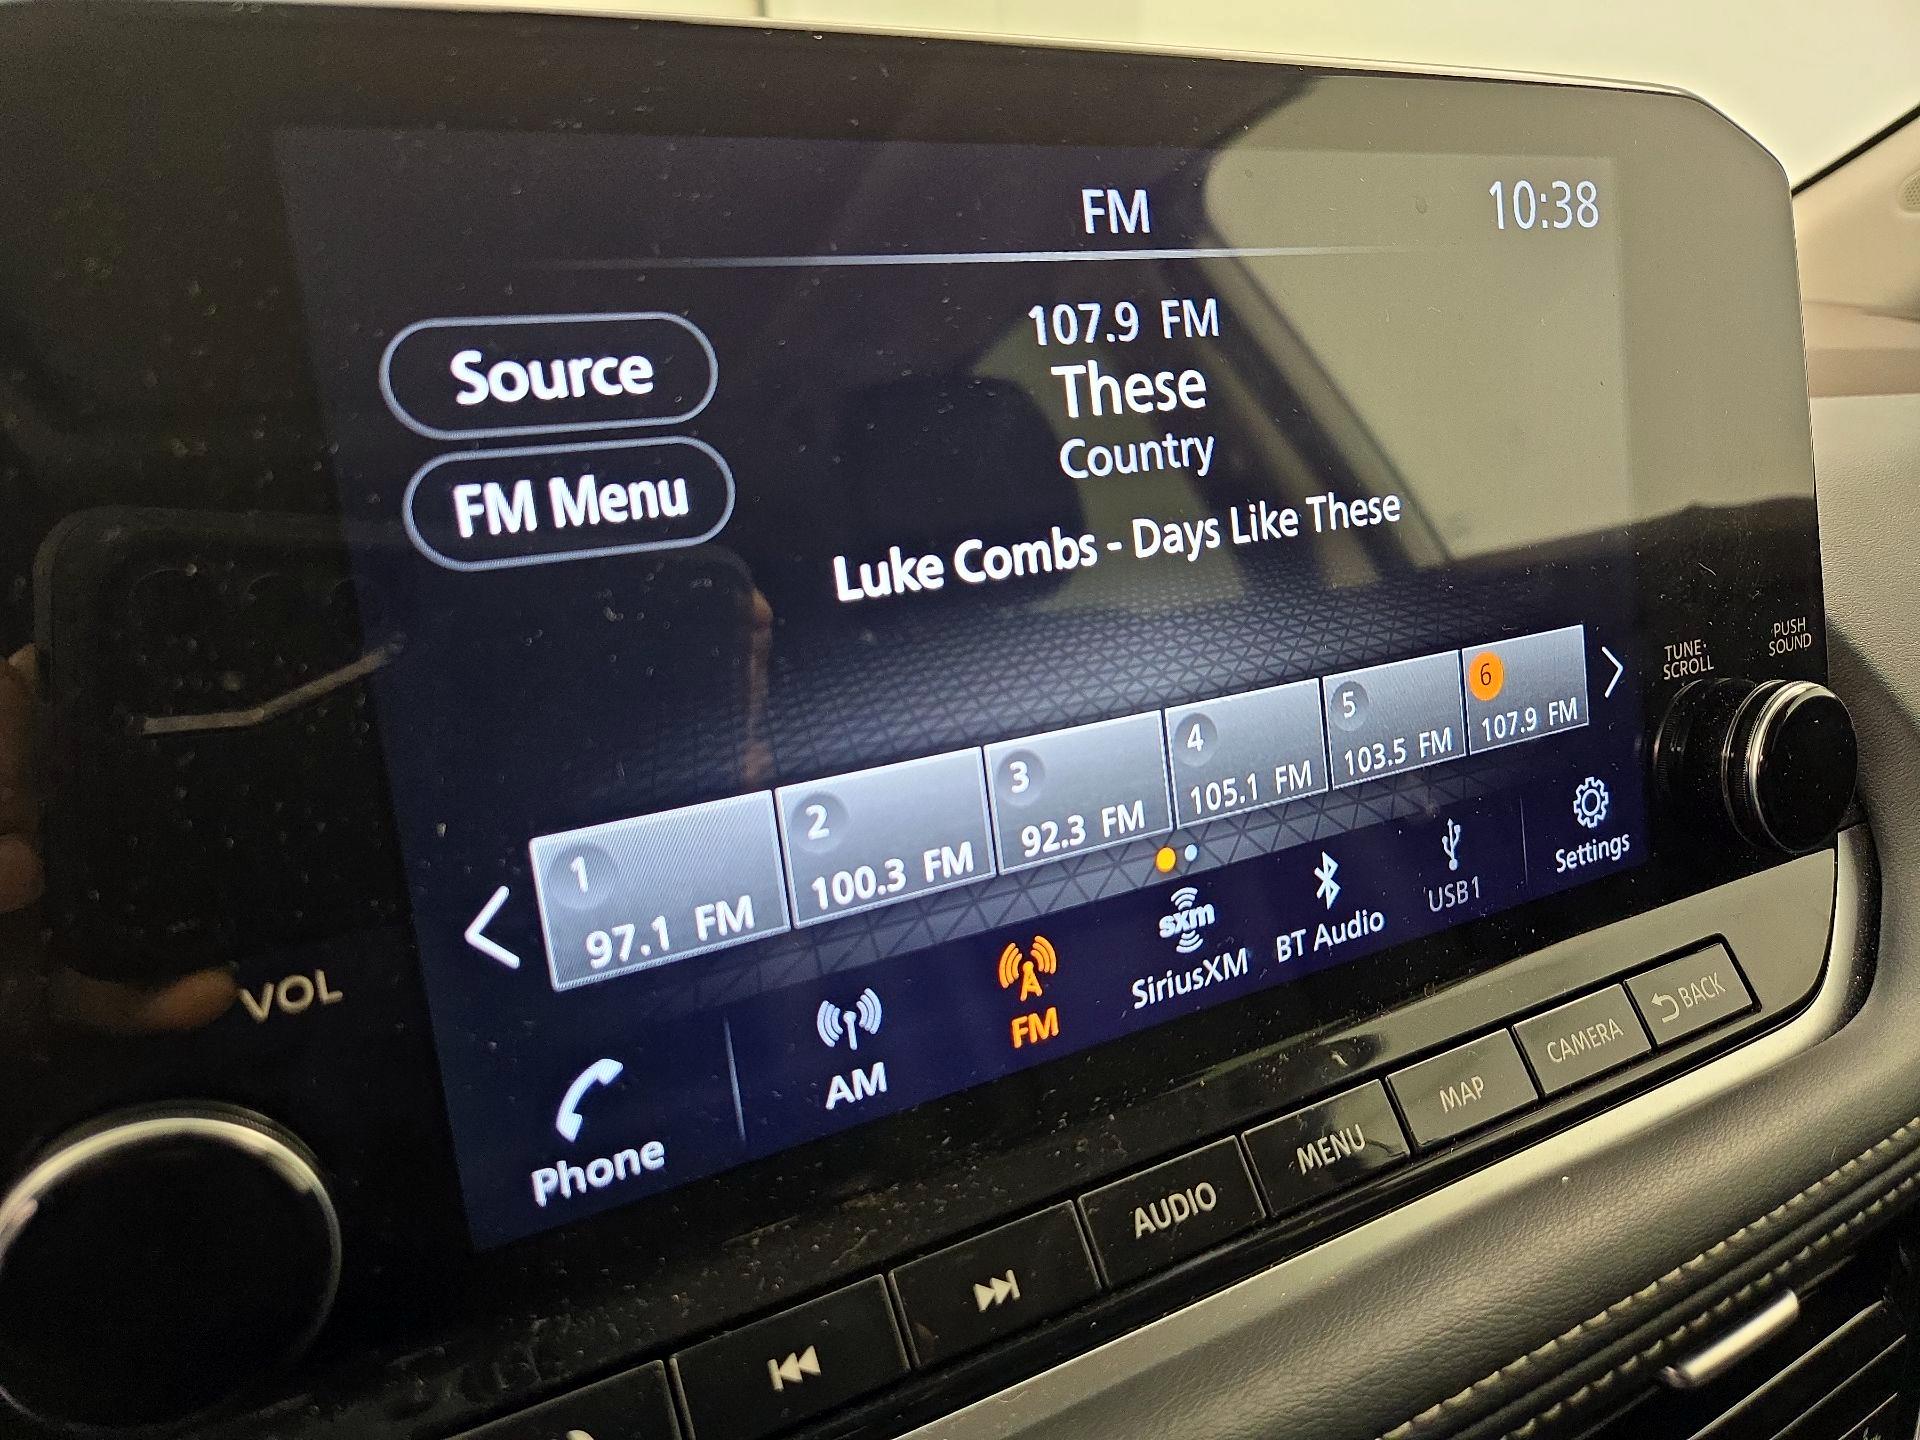 FM
10:38
Source
FM Menu
107.9 FM
These
Country
Luke Combs - Days Like These
1
97.1 FM
2
100.3 FM
3
92.3 FM
4
105.1 FM
5
103.5 FM
6
107.9 FM
Phone
AM
FM
sxm
SiriusXM
BT Audio
USB1
Settings
VOL
TUNE·
SCROLL
PUSH
SOUND
AUDIO
MENU
MAP
CAMERA
BACK